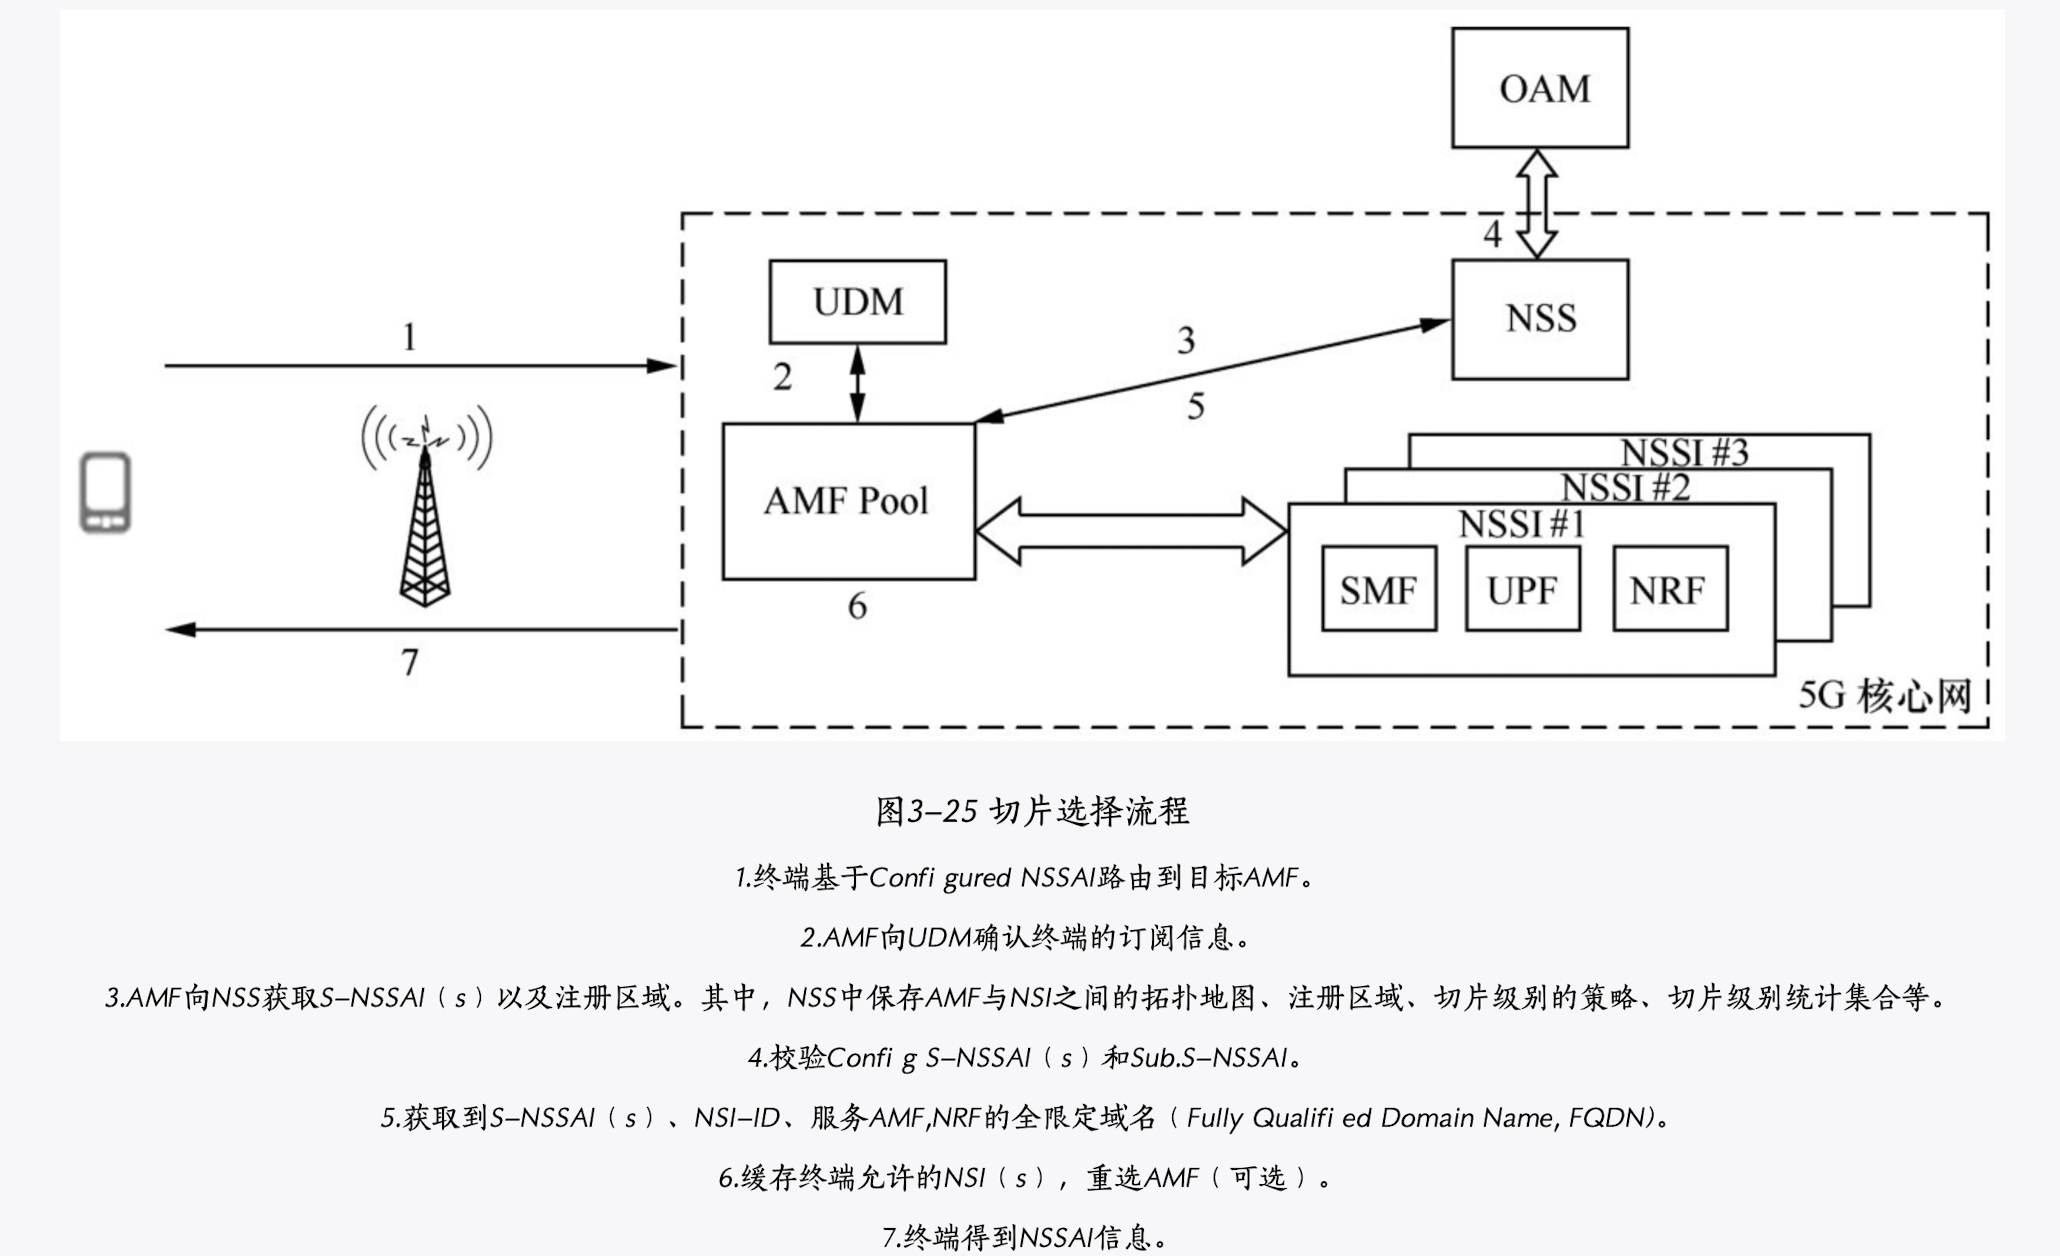 OAM
4
UDM
NSS
1
3
2
5
AMF Pool
NSSI #3
NSSI #2
NSSI #1
SMF
UPF
NRF
6
7
5G 核心网
图3–25 切片选择流程
1.终端基于Confi gured NSSAI路由到目标AMF。
2.AMF向UDM确认终端的订阅信息。
3.AMF向NSS获取S–NSSAI（s）以及注册区域。其中，NSS中保存AMF与NSI之间的拓扑地图、注册区域、切片级别的策略、切片级别统计集合等。
4.校验Confi g S–NSSAI（s）和Sub.S–NSSAI。
5.获取到S–NSSAI（s）、NSI–ID、服务AMF,NRF的全限定域名（Fully Qualifi ed Domain Name, FQDN)。
6.缓存终端允许的NSI（s），重选AMF（可选）。
7.终端得到NSSAI信息。